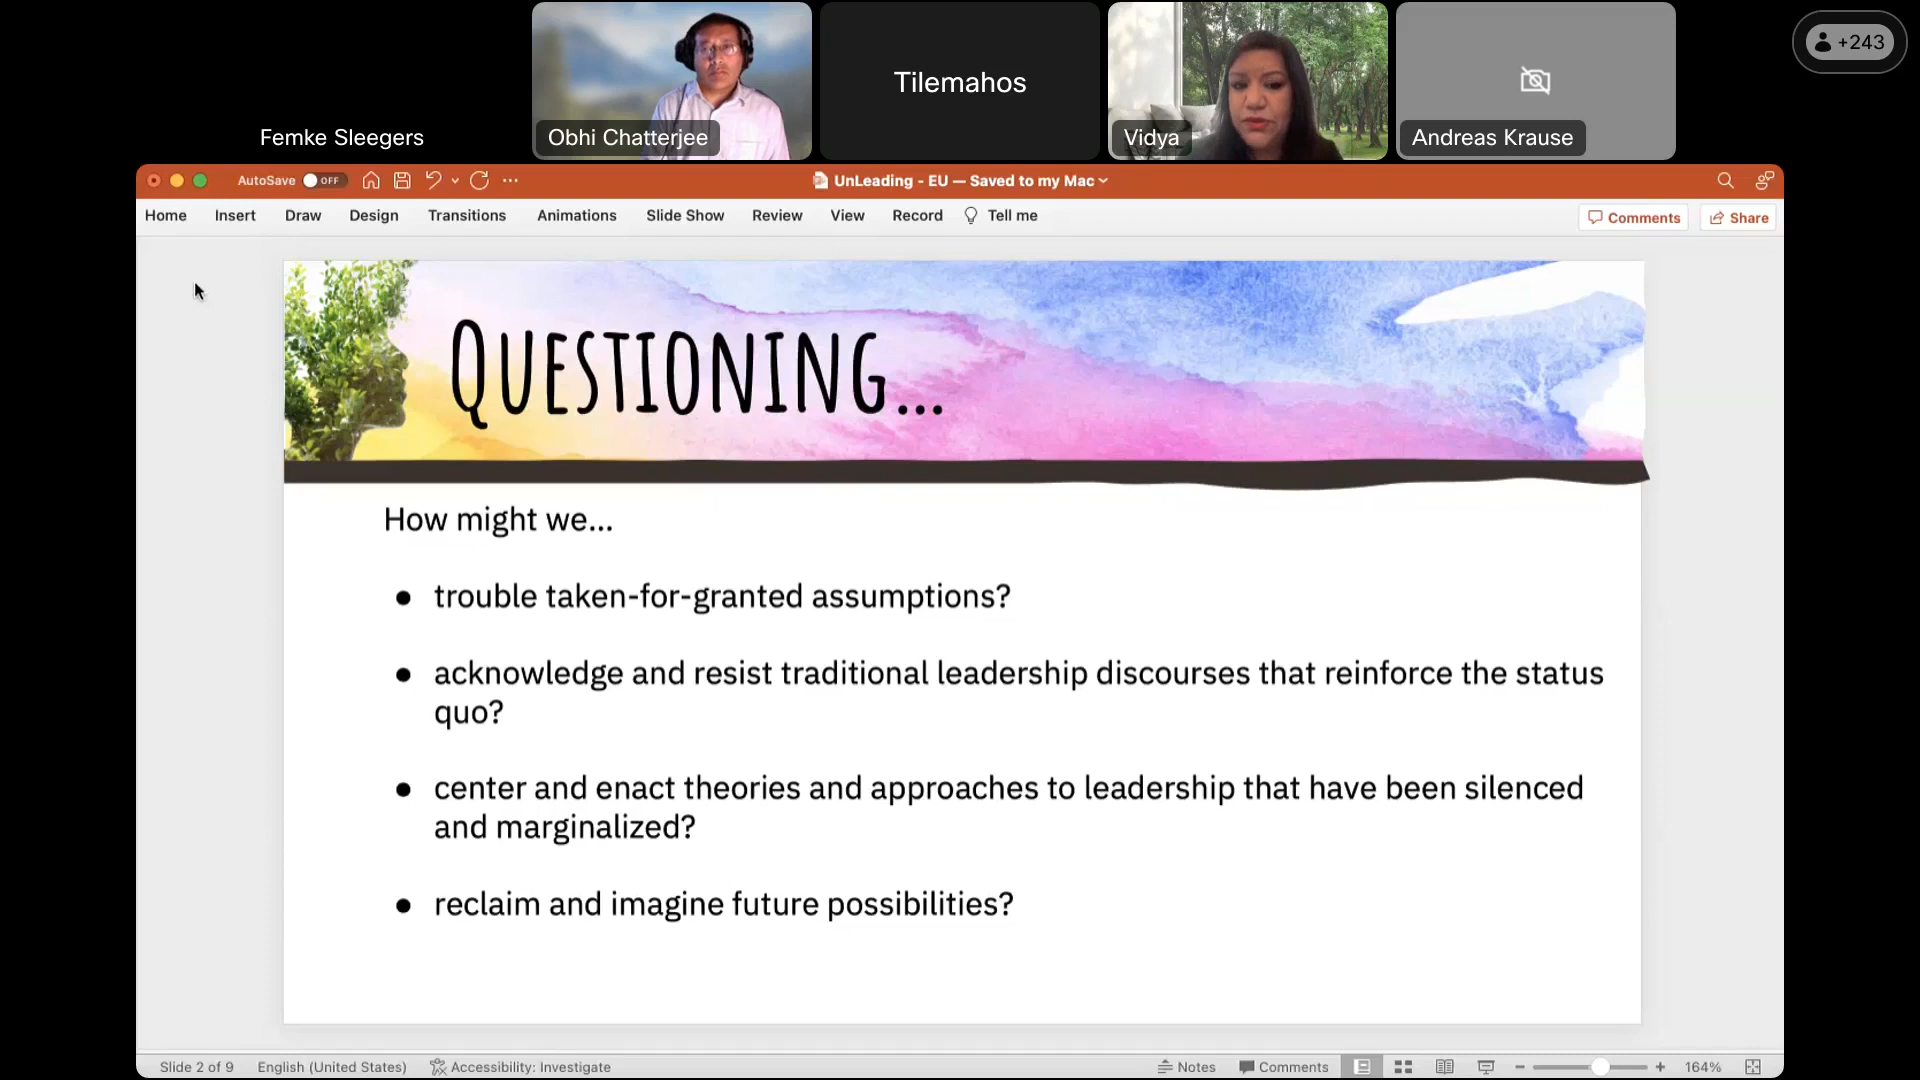 +243
Femke Sleegers
Obhi Chatterjee
Tilemahos
Vidya
Andreas Krause
AutoSave OFF
UnLeading - EU — Saved to my Mac
Home Insert Draw Design Transitions Animations Slide Show Review View Record Tell me
Comments Share
QUESTIONING...
How might we...
● trouble taken-for-granted assumptions?
● acknowledge and resist traditional leadership discourses that reinforce the status
quo?
● center and enact theories and approaches to leadership that have been silenced
and marginalized?
● reclaim and imagine future possibilities?
Slide 2 of 9 English (United States) Accessibility: Investigate Notes Comments 164%